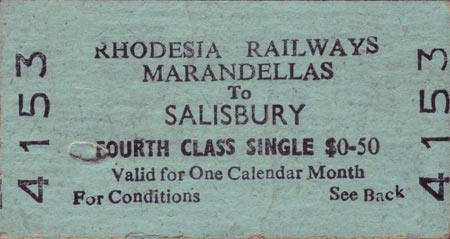 RHODESIA RAILWAYS
MARANDELLAS
To
SALISBURY
FOURTH CLASS SINGLE $0-50
Valid for One Calendar Month
For Conditions See Back
4153
4153